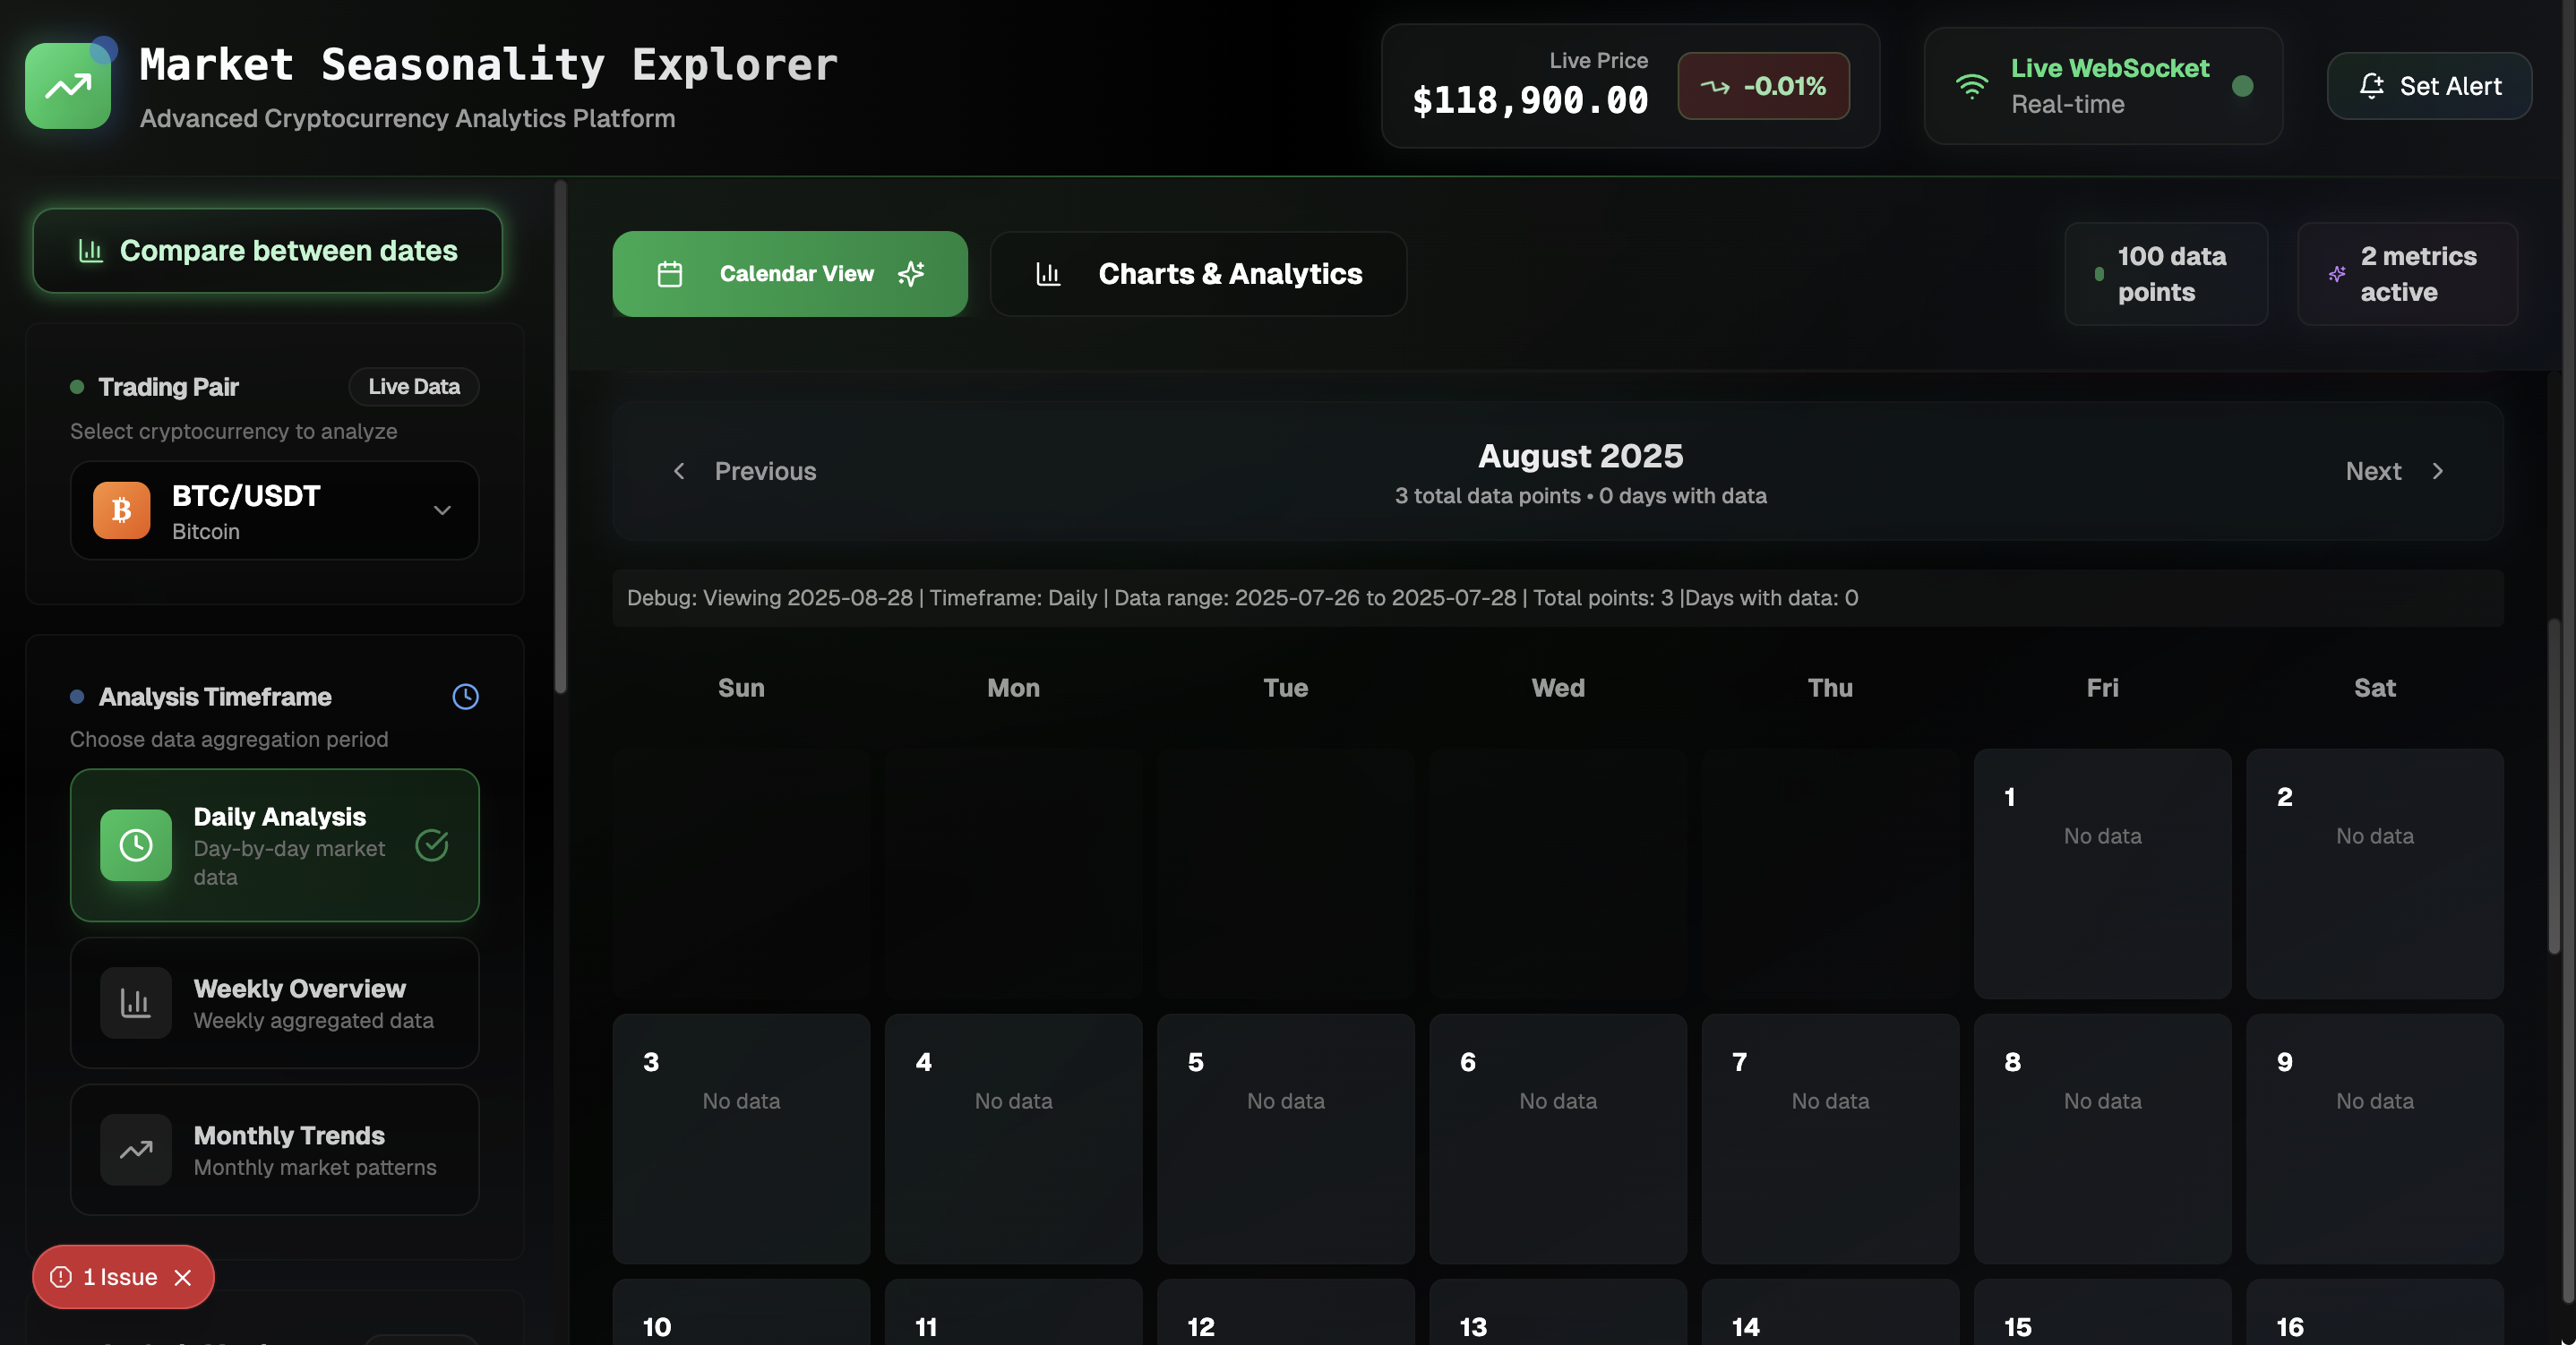 Market Seasonality Explorer
Advanced Cryptocurrency Analytics Platform
Live Price
$118,900.00
-0.01%
Live WebSocket
Real-time
Set Alert
Compare between dates
Trading Pair
Live Data
Select cryptocurrency to analyze
BTC/USDT
Bitcoin
Analysis Timeframe
Choose data aggregation period
Daily Analysis
Day-by-day market
data
Weekly Overview
Weekly aggregated data
Monthly Trends
Monthly market patterns
1 Issue
Calendar View
Charts & Analytics
100 data
points
2 metrics
active
Previous
August 2025
3 total data points • 0 days with data
Next
Debug: Viewing 2025-08-28 | Timeframe: Daily | Data range: 2025-07-26 to 2025-07-28 | Total points: 3 |Days with data: 0
Sun Mon Tue Wed Thu Fri Sat
1 2
No data No data
3 4 5 6 7 8 9
No data No data No data No data No data No data No data
10 11 12 13 14 15 16